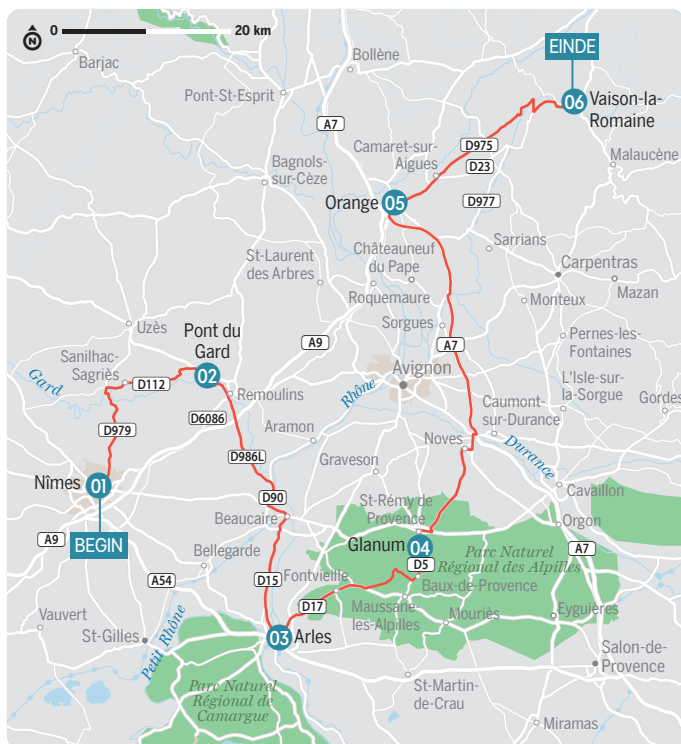 0
20 km
N
EINDE
Barjac
Bollène
Pont-St-Esprit
06
Vaison-la-
Romaine
A7
Camaret-sur-
Aigues
D975
D23
Malaucène
Bagnols-
sur-Cèze
D977
Orange
05
Sarrians
St-Laurent
des Arbres
Châteauneuf
du Pape
Carpentras
Roquemaure
Mazan
Monteux
Uzès
Pont du
Gard
Sorgues
A9
A7
Pernes-les-
Fontaines
Sanilhac-
Sagriès
02
D112
Avignon
Gard
Remoulins
Rhône
L'Isle-sur-
la-Sorgue
Gordes
D6086
Caumont-
sur-Durance
D979
Aramon
Noves
D986L
Durance
Graveson
Nîmes
01
Cavaillon
D90
St-Rémy de
Provence
Beaucaire
Orgon
A9
BEGIN
Glanum
04
Parc Naturel
Régional des Alpilles
A7
Bellegarde
D5
A54
D15
Fontvieille
Baux-de-Provence
D17
Maussane-
les-Alpilles
Mouriès
Eyguières
Vauvert
St-Gilles
Petit Rhône
03
Arles
Salon-de-
Provence
Parc Naturel
Régional de
Camargue
St-Martin-
de-Crau
Miramas